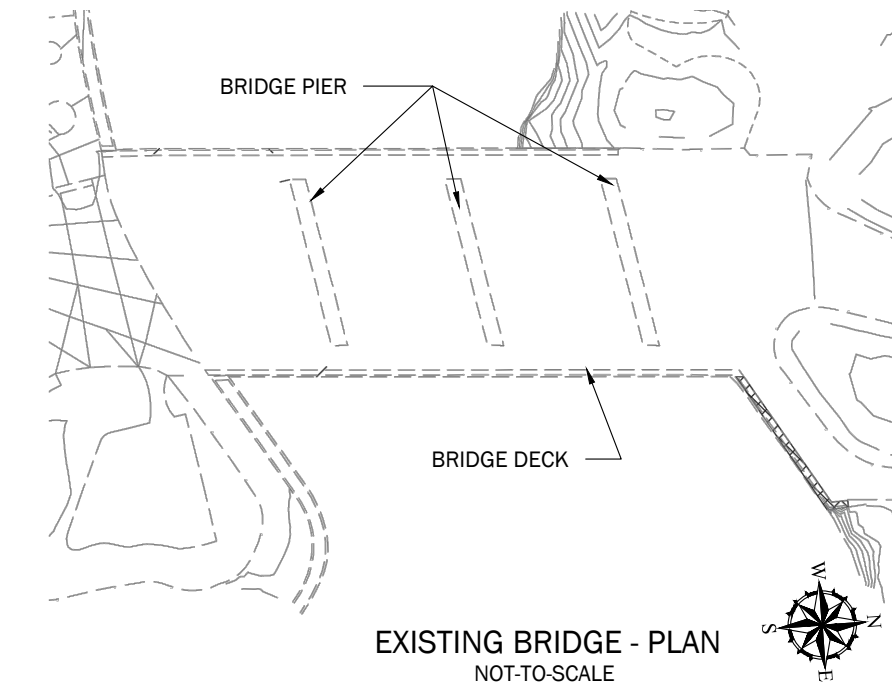 BRIDGE PIER
BRIDGE DECK
W
S
N
E
EXISTING BRIDGE - PLAN
NOT-TO-SCALE